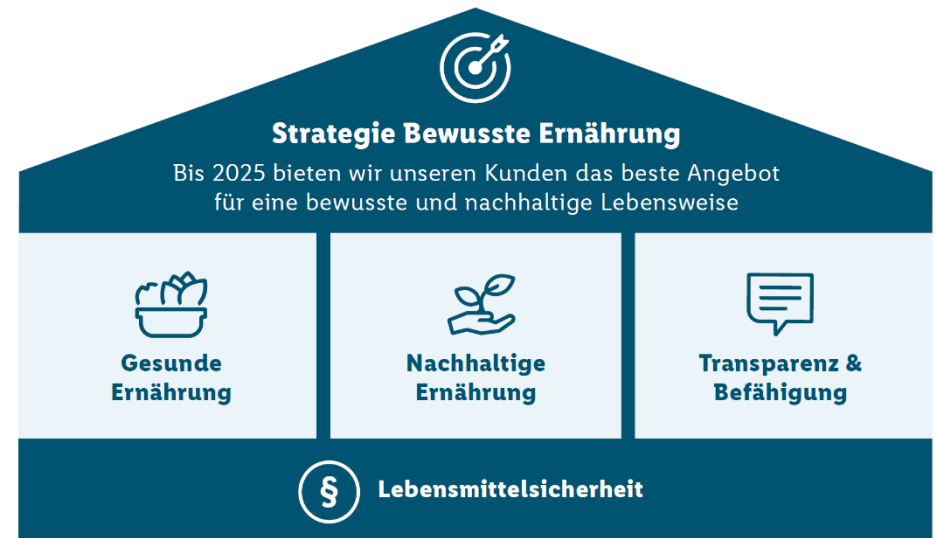 Strategie Bewusste Ernährung
Bis 2025 bieten wir unseren Kunden das beste Angebot
für eine bewusste und nachhaltige Lebensweise
Gesunde
Ernährung
Nachhaltige
Ernährung
Transparenz &
Befähigung
§ Lebensmittelsicherheit